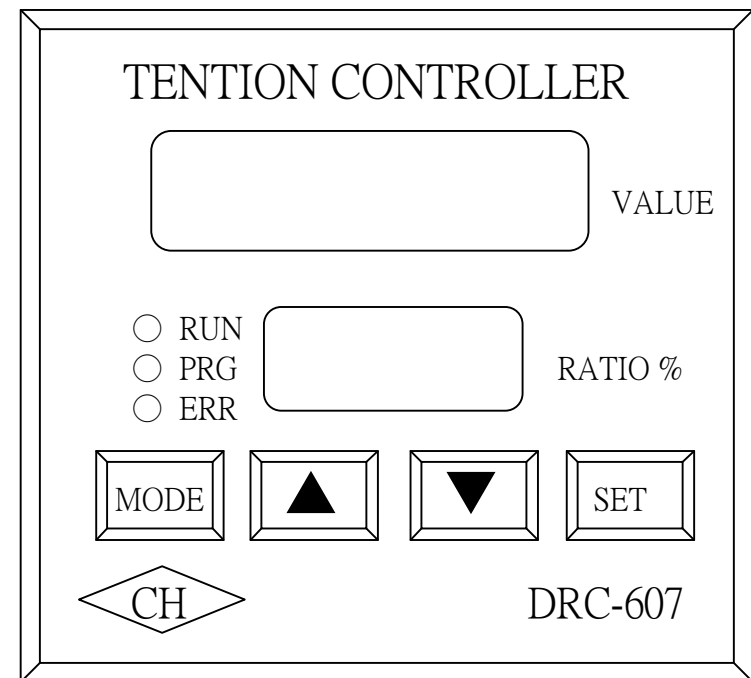 TENTION CONTROLLER
VALUE
RUN
PRG
ERR
RATIO %
MODE
▲
▼
SET
CH
DRC-607